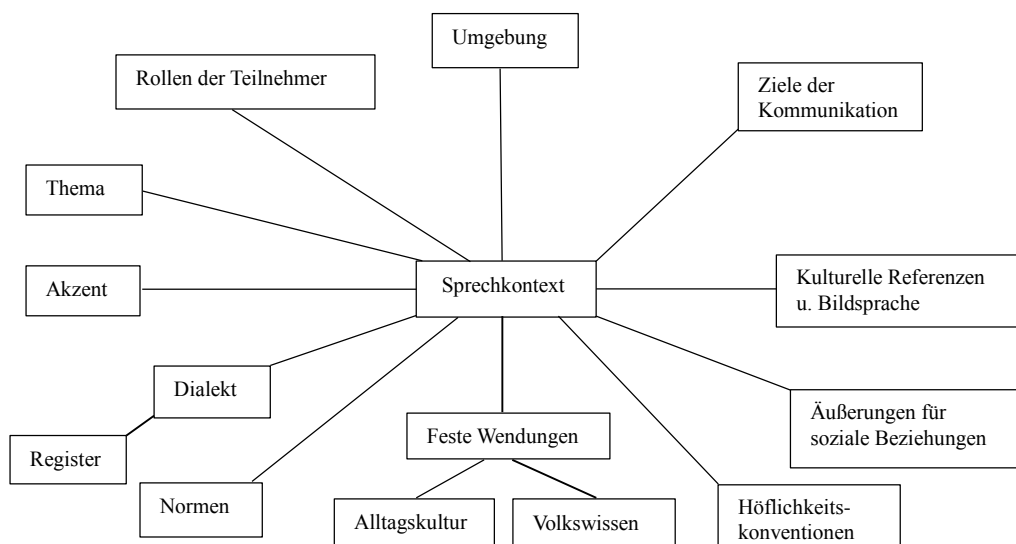 Umgebung
Rollen der Teilnehmer
Ziele der
Kommunikation
Thema
Sprechkontext
Akzent
Kulturelle Referenzen
u. Bildsprache
Dialekt
Äußerungen für
soziale Beziehungen
Feste Wendungen
Register
Normen
Alltagskultur
Volkswissen
Höflichkeits-
konventionen